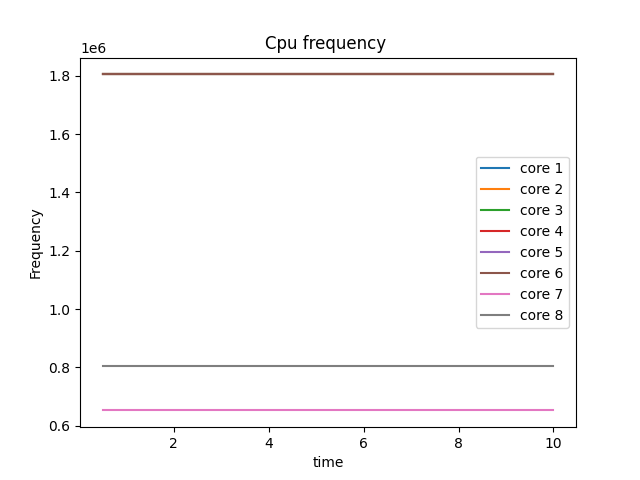 Cpu frequency
1e6
1.8
1.6
1.4
1.2
1.0
0.8
0.6
Frequency
core 1
core 2
core 3
core 4
core 5
core 6
core 7
core 8
2 4 6 8 10
time